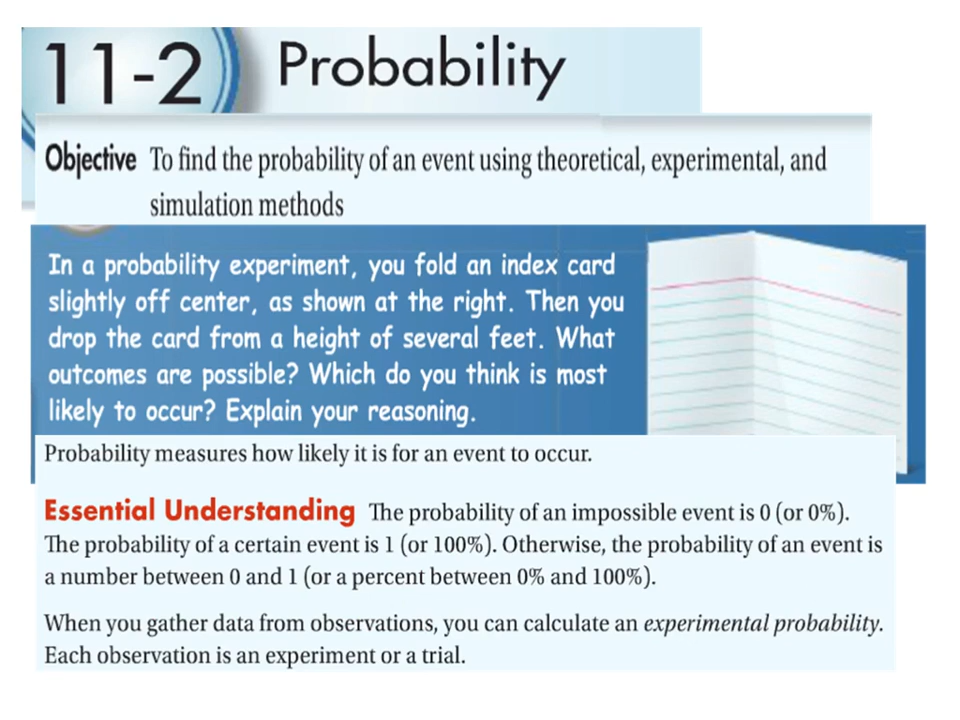 11-2 Probability
Objective To find the probability of an event using theoretical, experimental, and
simulation methods
In a probability experiment, you fold an index card
slightly off center, as shown at the right. Then you
drop the card from a height of several feet. What
outcomes are possible? Which do you think is most
likely to occur? Explain your reasoning.
Probability measures how likely it is for an event to occur.
Essential Understanding The probability of an impossible event is 0 (or 0%).
The probability of a certain event is 1 (or 100%). Otherwise, the probability of an event is
a number between 0 and 1 (or a percent between 0% and 100%).
When you gather data from observations, you can calculate an experimental probability.
Each observation is an experiment or a trial.